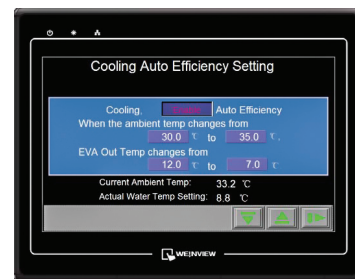 Cooling Auto Efficiency Setting
Cooling. Auto Efficiency
When the ambient temp changes from
30.0 ℃ to 35.0 ℃.
EVA Out Temp changes from
12.0 ℃ to 7.0 ℃
Current Ambient Temp: 33.2 ℃
Actual Water Temp Setting: 8.8 ℃
WEINVIEW